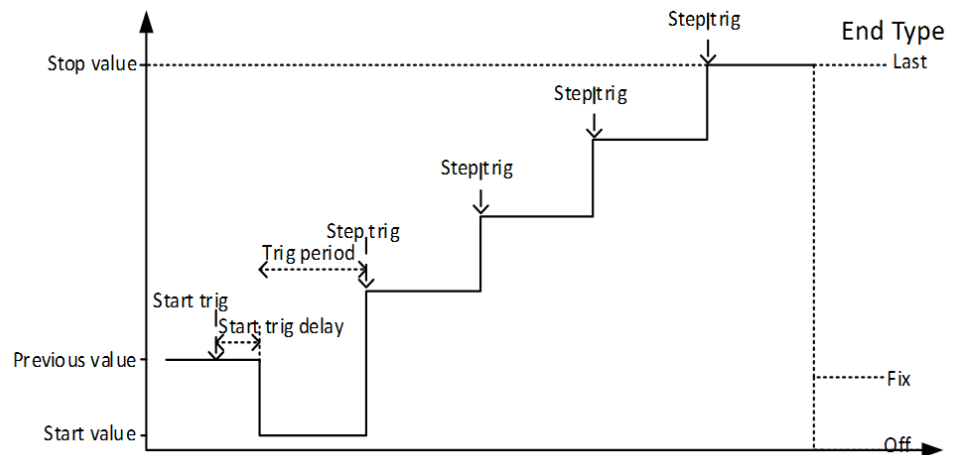 Step trig
End Type
Stop value
Last
Step trig
Step trig
Step trig
Trig period
Start trig
Start trig delay
Previous value
Fix
Start value
Off